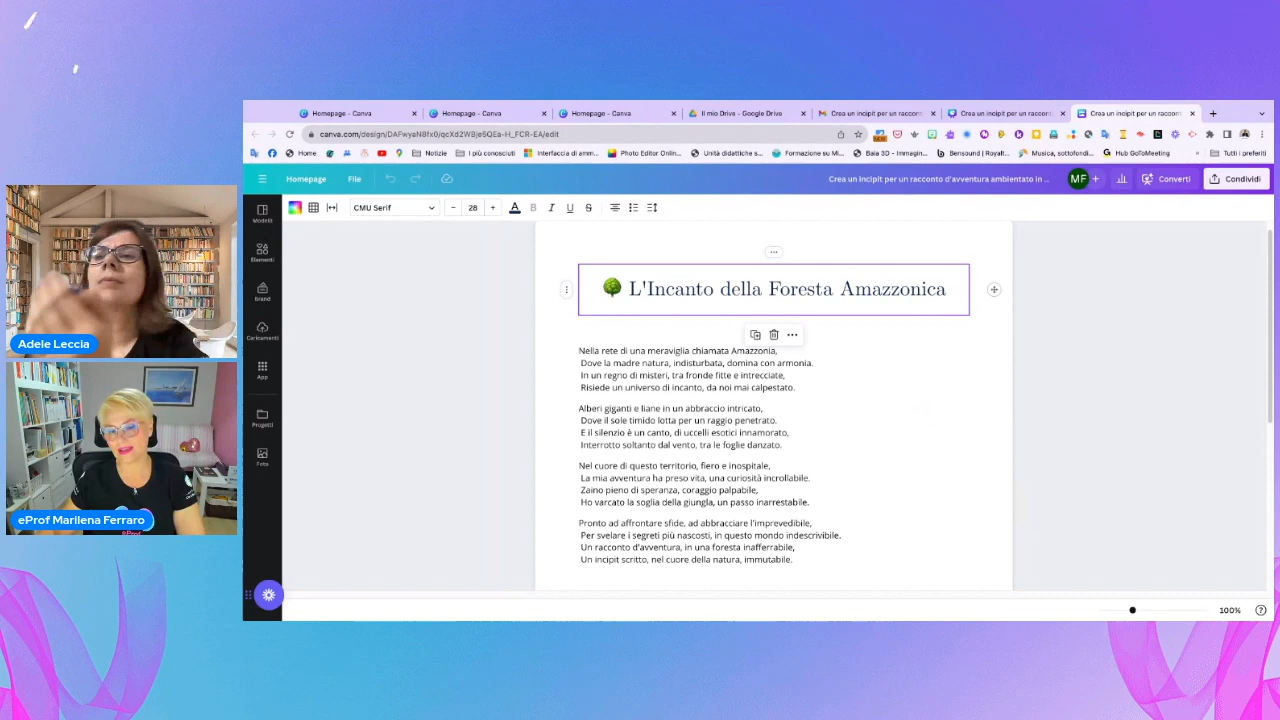 Homepage - Canva
Homepage - Canva
Homepage - Canva
Il mio Drive - Google Drive
Crea un incipit per un raccont
Crea un incipit per un raccont
Crea un incipit per un raccont
canva.com/design/DAFwyaN8fx0/qcXd2WBje5QEa-H_FCR-EA/edit
Home
Notizie
I più conosciuti
Interfaccia di amm...
Photo Editor Onlin...
Unità didattiche s...
Formazione su Mi...
Baia 3D - Immagin...
Bensound | Royalt...
Musica, sottofondi...
Hub GoToMeeting
Tutti i preferiti
Homepage
File
Crea un incipit per un racconto d'avventura ambientato in ...
MF
Converti
Condividi
CMU Serif
28
Modelli
Elementi
Brand
Caricamenti
App
Progetti
Foto
L'Incanto della Foresta Amazzonica
Nella rete di una meraviglia chiamata Amazzonia,
Dove la madre natura, indisturbata, domina con armonia.
In un regno di misteri, tra fronde fitte e intrecciate,
Risiede un universo di incanto, da noi mai calpestato.
Alberi giganti e liane in un abbraccio intricato,
Dove il sole timido lotta per un raggio penetrato.
E il silenzio è un canto, di uccelli esotici innamorato,
Interrotto soltanto dal vento, tra le foglie danzato.
Nel cuore di questo territorio, fiero e inospitale,
La mia avventura ha preso vita, una curiosità incrollabile.
Zaino pieno di speranza, coraggio palpabile,
Ho varcato la soglia della giungla, un passo inarrestabile.
Pronto ad affrontare sfide, ad abbracciare l'imprevedibile,
Per svelare i segreti più nascosti, in questo mondo indescrivibile.
Un racconto d'avventura, in una foresta inafferrabile,
Un incipit scritto, nel cuore della natura, immutabile.
100%
Adele Leccia
eProf Marilena Ferraro